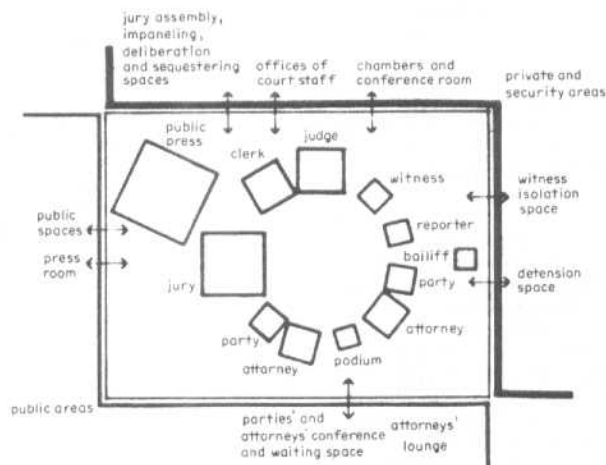 jury assembly,
impaneling,
deliberation
and sequestering
spaces
offices of
court staff
chambers and
conference room
private and
security areas
public
press
clerk
judge
witness
witness
isolation
space
public
spaces
press
room
reporter
bailiff
party
detension
space
jury
party
attorney
podium
attorney
public areas
parties' and
attorneys' conference
and waiting space
attorneys'
lounge